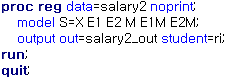 proc reg data=salary2 noprint;
model S=X E1 E2 M E1M E2M;
output out=salary2_out student=ri;
run;
quit;